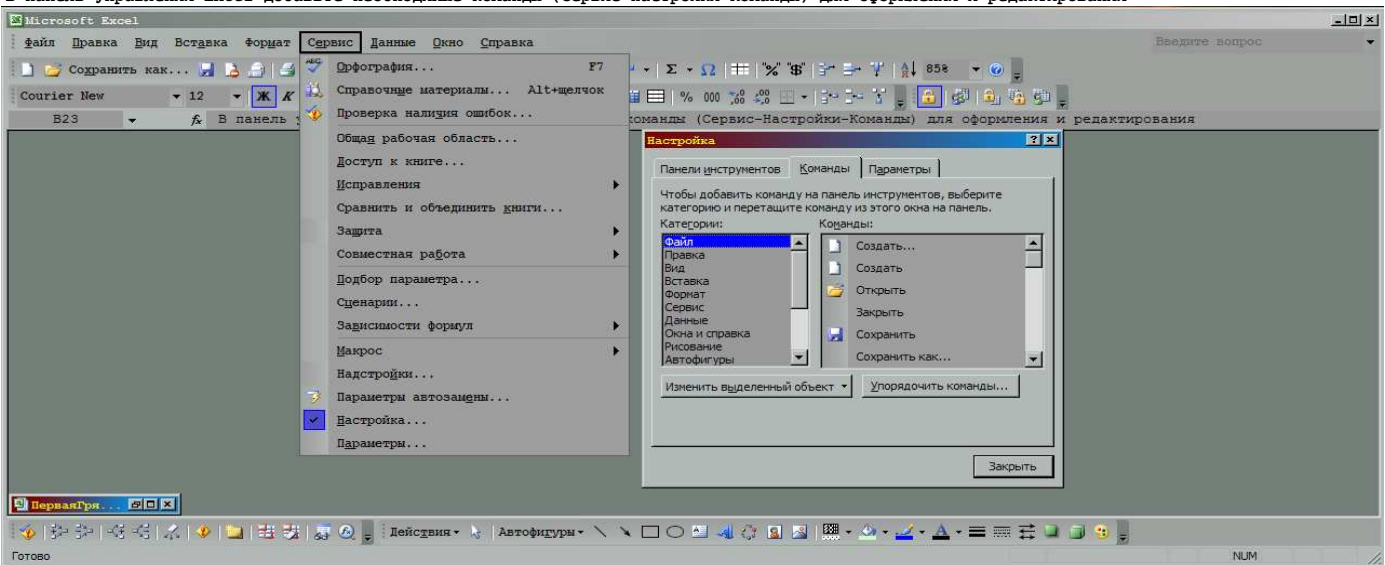 Microsoft Excel
Файл Правка Вид Вставка Формат Сервис Данные Окно Справка Введите вопрос
Сохранить как... Σ Ω "%" "$" 85%
Courier New 12 Ж К % 000
B23 fx В панель команды (Сервис-Настройки-Команды) для оформления и редактирования
Орфография... F7
Справочные материалы... Alt+щелчок
Проверка наличия ошибок...
Общая рабочая область...
Доступ к книге...
Исправления
Сравнить и объединить книги...
Защита
Совместная работа
Подбор параметра...
Сценарии...
Зависимости формул
Макрос
Надстройки...
Параметры автозамены...
Настройка...
Параметры...
Настройка
Панели инструментов Команды Параметры
Чтобы добавить команду на панель инструментов, выберите
категорию и перетащите команду из этого окна на панель.
Категории: Команды:
Файл
Правка
Вид
Вставка
Формат
Сервис
Данные
Окна и справка
Рисование
Автофигуры
Создать...
Создать
Открыть
Закрыть
Сохранить
Сохранить как...
Изменить выделенный объект Упорядочить команды...
Закрыть
ПерваяГря...
Действия Автофигуры
Готово NUM